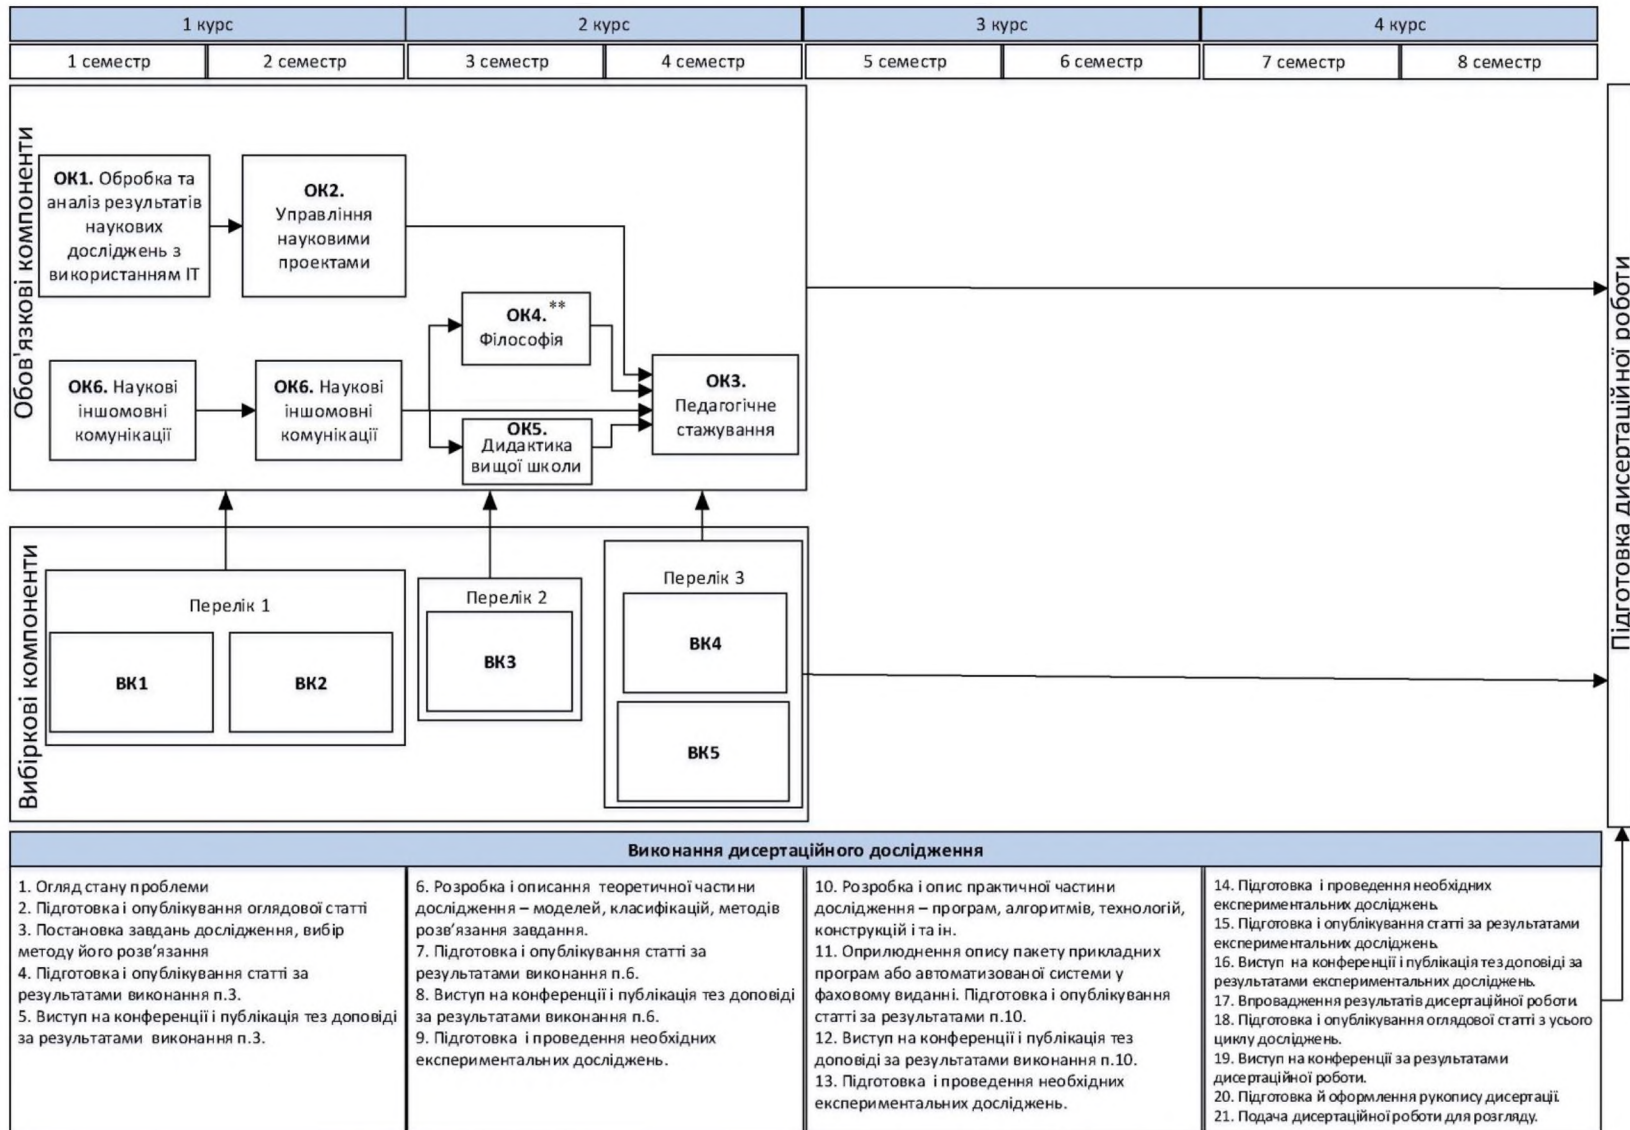 1 курс
2 курс
3 курс
4 курс
1 семестр
2 семестр
3 семестр
4 семестр
5 семестр
6 семестр
7 семестр
8 семестр
Обов'язкові компоненти
ОК1. Обробка та
аналіз результатів
наукових
досліджень з
використанням ІТ
ОК2.
Управління
науковими
проектами
ОК4. **
Філософія
ОК6. Наукові
іншомовні
комунікації
ОК6. Наукові
іншомовні
комунікації
ОК5.
Дидактика
вищої школи
ОК3.
Педагогічне
стажування
Підготовка дисертаційної роботи
Вибіркові компоненти
Перелік 1
ВК1
ВК2
Перелік 2
ВК3
Перелік 3
ВК4
ВК5
Виконання дисертаційного дослідження
1. Огляд стану проблеми
2. Підготовка і опублікування оглядової статті
3. Постановка завдань дослідження, вибір
методу його розв’язання
4. Підготовка і опублікування статті за
результатами виконання п.3.
5. Виступ на конференції і публікація тез доповіді
за результатами виконання п.3.
6. Розробка і описання теоретичної частини
дослідження – моделей, класифікацій, методів
розв’язання завдання.
7. Підготовка і опублікування статті за
результатами виконання п.6.
8. Виступ на конференції і публікація тез доповіді
за результатами виконання п.6.
9. Підготовка і проведення необхідних
експериментальних досліджень.
10. Розробка і опис практичної частини
дослідження – програм, алгоритмів, технологій,
конструкцій і та ін.
11. Оприлюднення опису пакету прикладних
програм або автоматизованої системи у
фаховому виданні. Підготовка і опублікування
статті за результатами п.10.
12. Виступ на конференції і публікація тез
доповіді за результатами виконання п.10.
13. Підготовка і проведення необхідних
експериментальних досліджень.
14. Підготовка і проведення необхідних
експериментальних досліджень.
15. Підготовка і опублікування статті за результатами
експериментальних досліджень.
16. Виступ на конференції і публікація тез доповіді за
результатами експериментальних досліджень.
17. Впровадження результатів дисертаційної роботи.
18. Підготовка і опублікування оглядової статті з усього
циклу досліджень.
19. Виступ на конференції за результатами
дисертаційної роботи.
20. Підготовка й оформлення рукопису дисертації.
21. Подача дисертаційної роботи для розгляду.